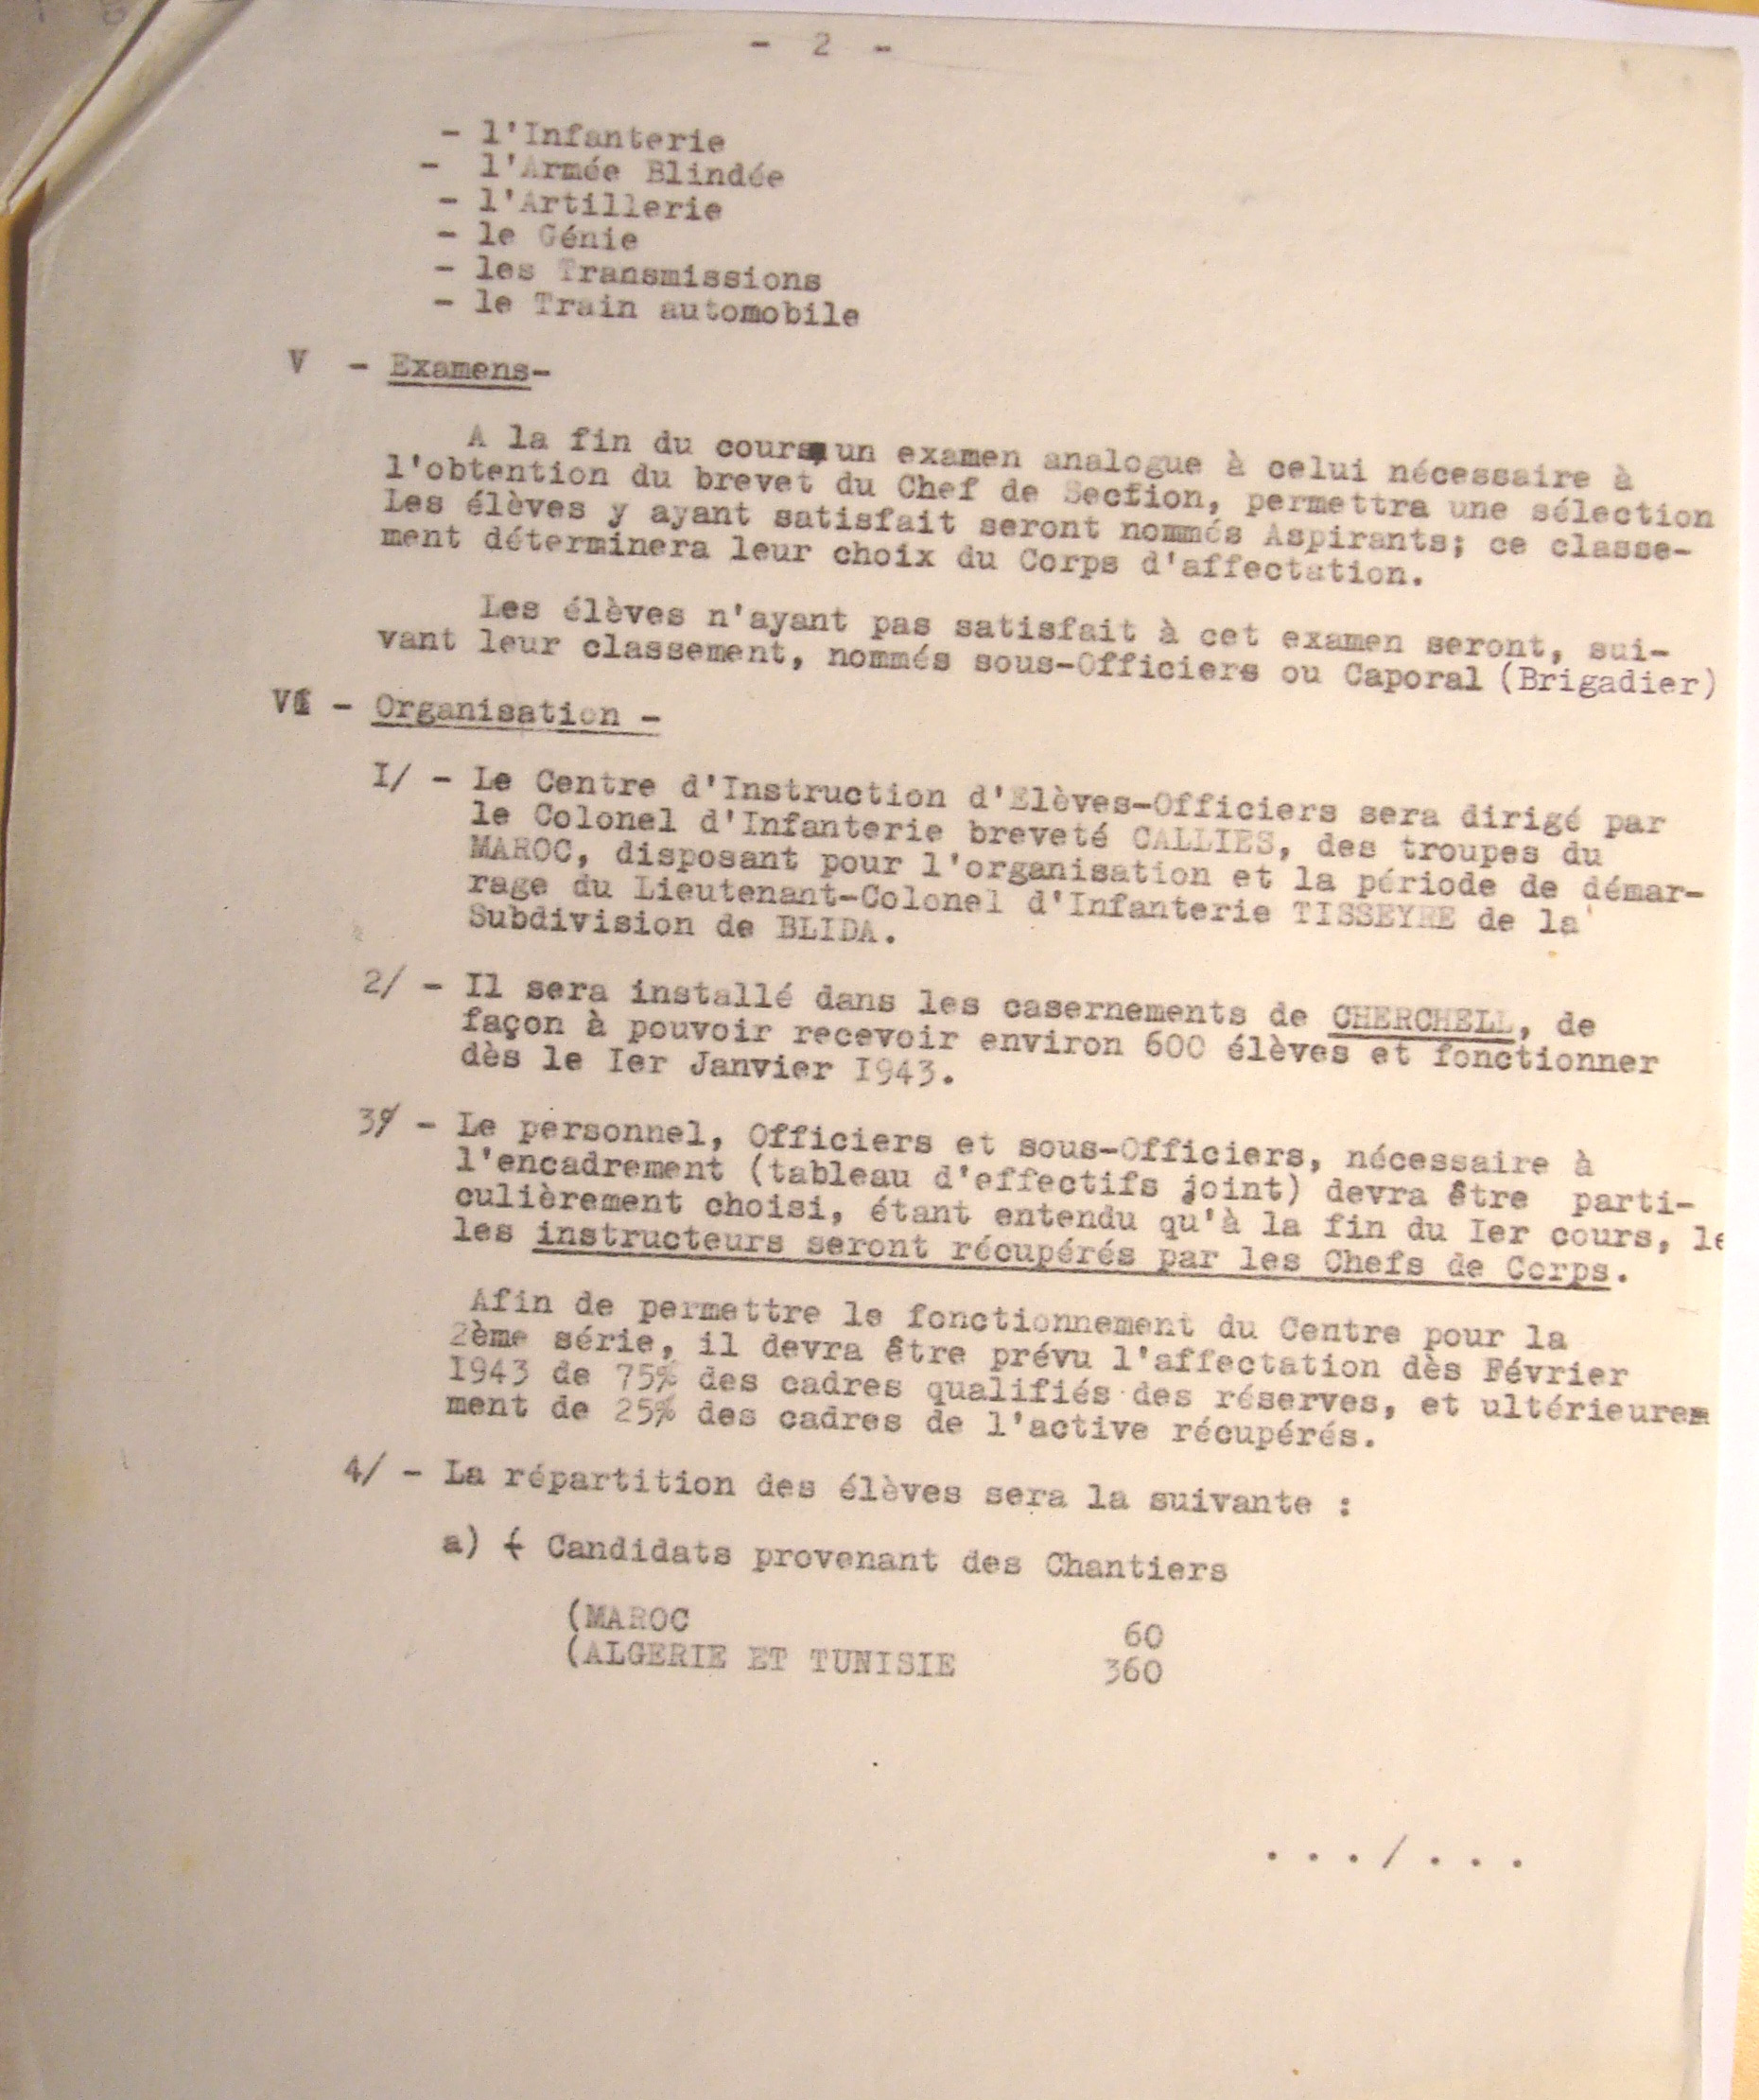 - 2 -
- l'Infanterie
- l'Armée Blindée
- l'Artillerie
- le Génie
- les Transmissions
- le Train automobile
V - Examens-
A la fin du cours, un examen analogue à celui nécessaire à
l'obtention du brevet du Chef de Section, permettra une sélection
Les élèves y ayant satisfait seront nommés Aspirants; ce classe-
ment déterminera leur choix du Corps d'affectation.
Les élèves n'ayant pas satisfait à cet examen seront, sui-
vant leur classement, nommés sous-Officiers ou Caporal (Brigadier)
VI - Organisation -
I/ - Le Centre d'Instruction d'Elèves-Officiers sera dirigé par
le Colonel d'Infanterie breveté CALLIES, des troupes du
MAROC, disposant pour l'organisation et la période de démar-
rage du Lieutenant-Colonel d'Infanterie TISSEYRE de la
Subdivision de BLIDA.
2/ - Il sera installé dans les casernements de CHERCHELL, de
façon à pouvoir recevoir environ 600 élèves et fonctionner
dès le Ier Janvier I943.
3/ - Le personnel, Officiers et sous-Officiers, nécessaire à
l'encadrement (tableau d'effectifs joint) devra être parti-
culièrement choisi, étant entendu qu'à la fin du Ier cours, le
les instructeurs seront récupérés par les Chefs de Corps.
Afin de permettre le fonctionnement du Centre pour la
2ème série, il devra être prévu l'affectation dès Février
I943 de 75% des cadres qualifiés des réserves, et ultérieure-
ment de 25% des cadres de l'active récupérés.
4/ - La répartition des élèves sera la suivante :
a) - Candidats provenant des Chantiers
(MAROC 60
(ALGERIE ET TUNISIE 360
.../...